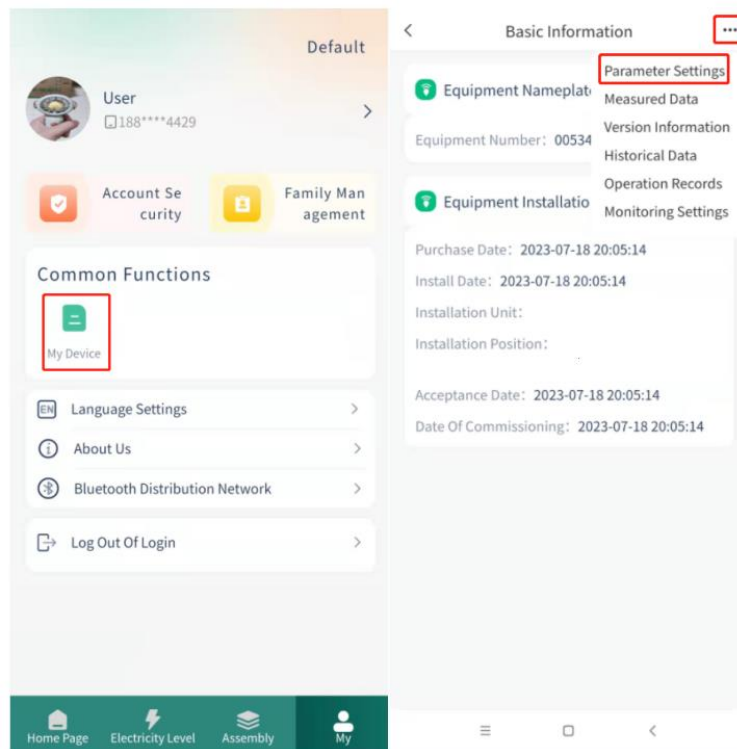 Default
User
188****4429
Account Se
curity
Family Man
agement
Common Functions
My Device
EN
Language Settings
About Us
Bluetooth Distribution Network
Log Out Of Login
Home Page
Electricity Level
Assembly
My
Basic Information
Parameter Settings
Measured Data
Version Information
Historical Data
Operation Records
Monitoring Settings
Equipment Nameplat
Equipment Number: 00534
Equipment Installatio
Purchase Date: 2023-07-18 20:05:14
Install Date: 2023-07-18 20:05:14
Installation Unit:
Installation Position:
Acceptance Date: 2023-07-18 20:05:14
Date Of Commissioning: 2023-07-18 20:05:14